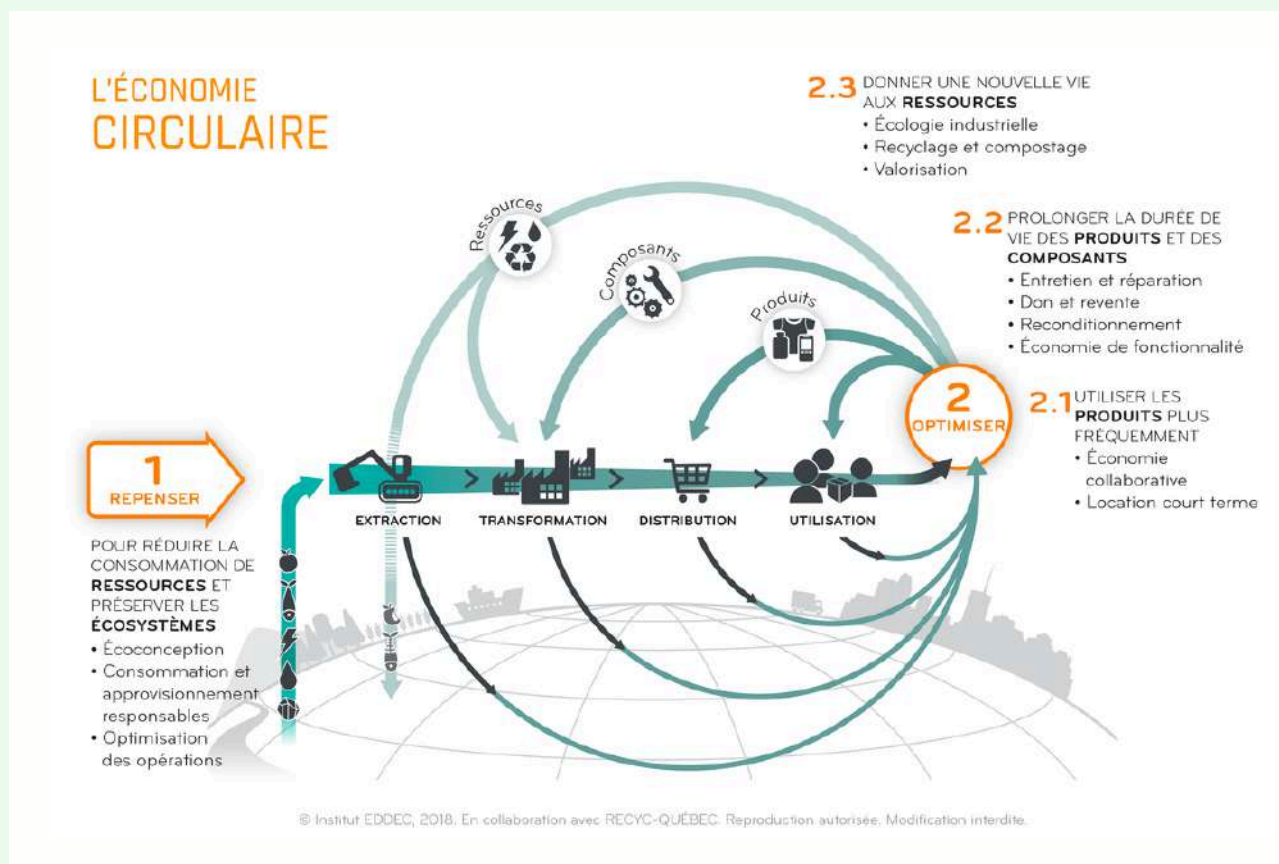 L'ÉCONOMIE
CIRCULAIRE
2.3 DONNER UNE NOUVELLE VIE
AUX RESSOURCES
• Écologie industrielle
• Recyclage et compostage
• Valorisation
2.2 PROLONGER LA DURÉE DE
VIE DES PRODUITS ET DES
COMPOSANTS
• Entretien et réparation
• Don et revente
• Reconditionnement
• Économie de fonctionnalité
2.1 UTILISER LES
PRODUITS PLUS
FRÉQUEMMENT
• Économie
collaborative
• Location court terme
Ressources
Composants
Produits
2
OPTIMISER
1
REPENSER
EXTRACTION
TRANSFORMATION
DISTRIBUTION
UTILISATION
POUR RÉDUIRE LA
CONSOMMATION DE
RESSOURCES ET
PRÉSERVER LES
ÉCOSYSTÈMES
• Écoconception
• Consommation et
approvisionnement
responsables
• Optimisation
des opérations
© Institut EDDEC, 2018. En collaboration avec RECYC-QUÉBEC. Reproduction autorisée. Modification interdite.